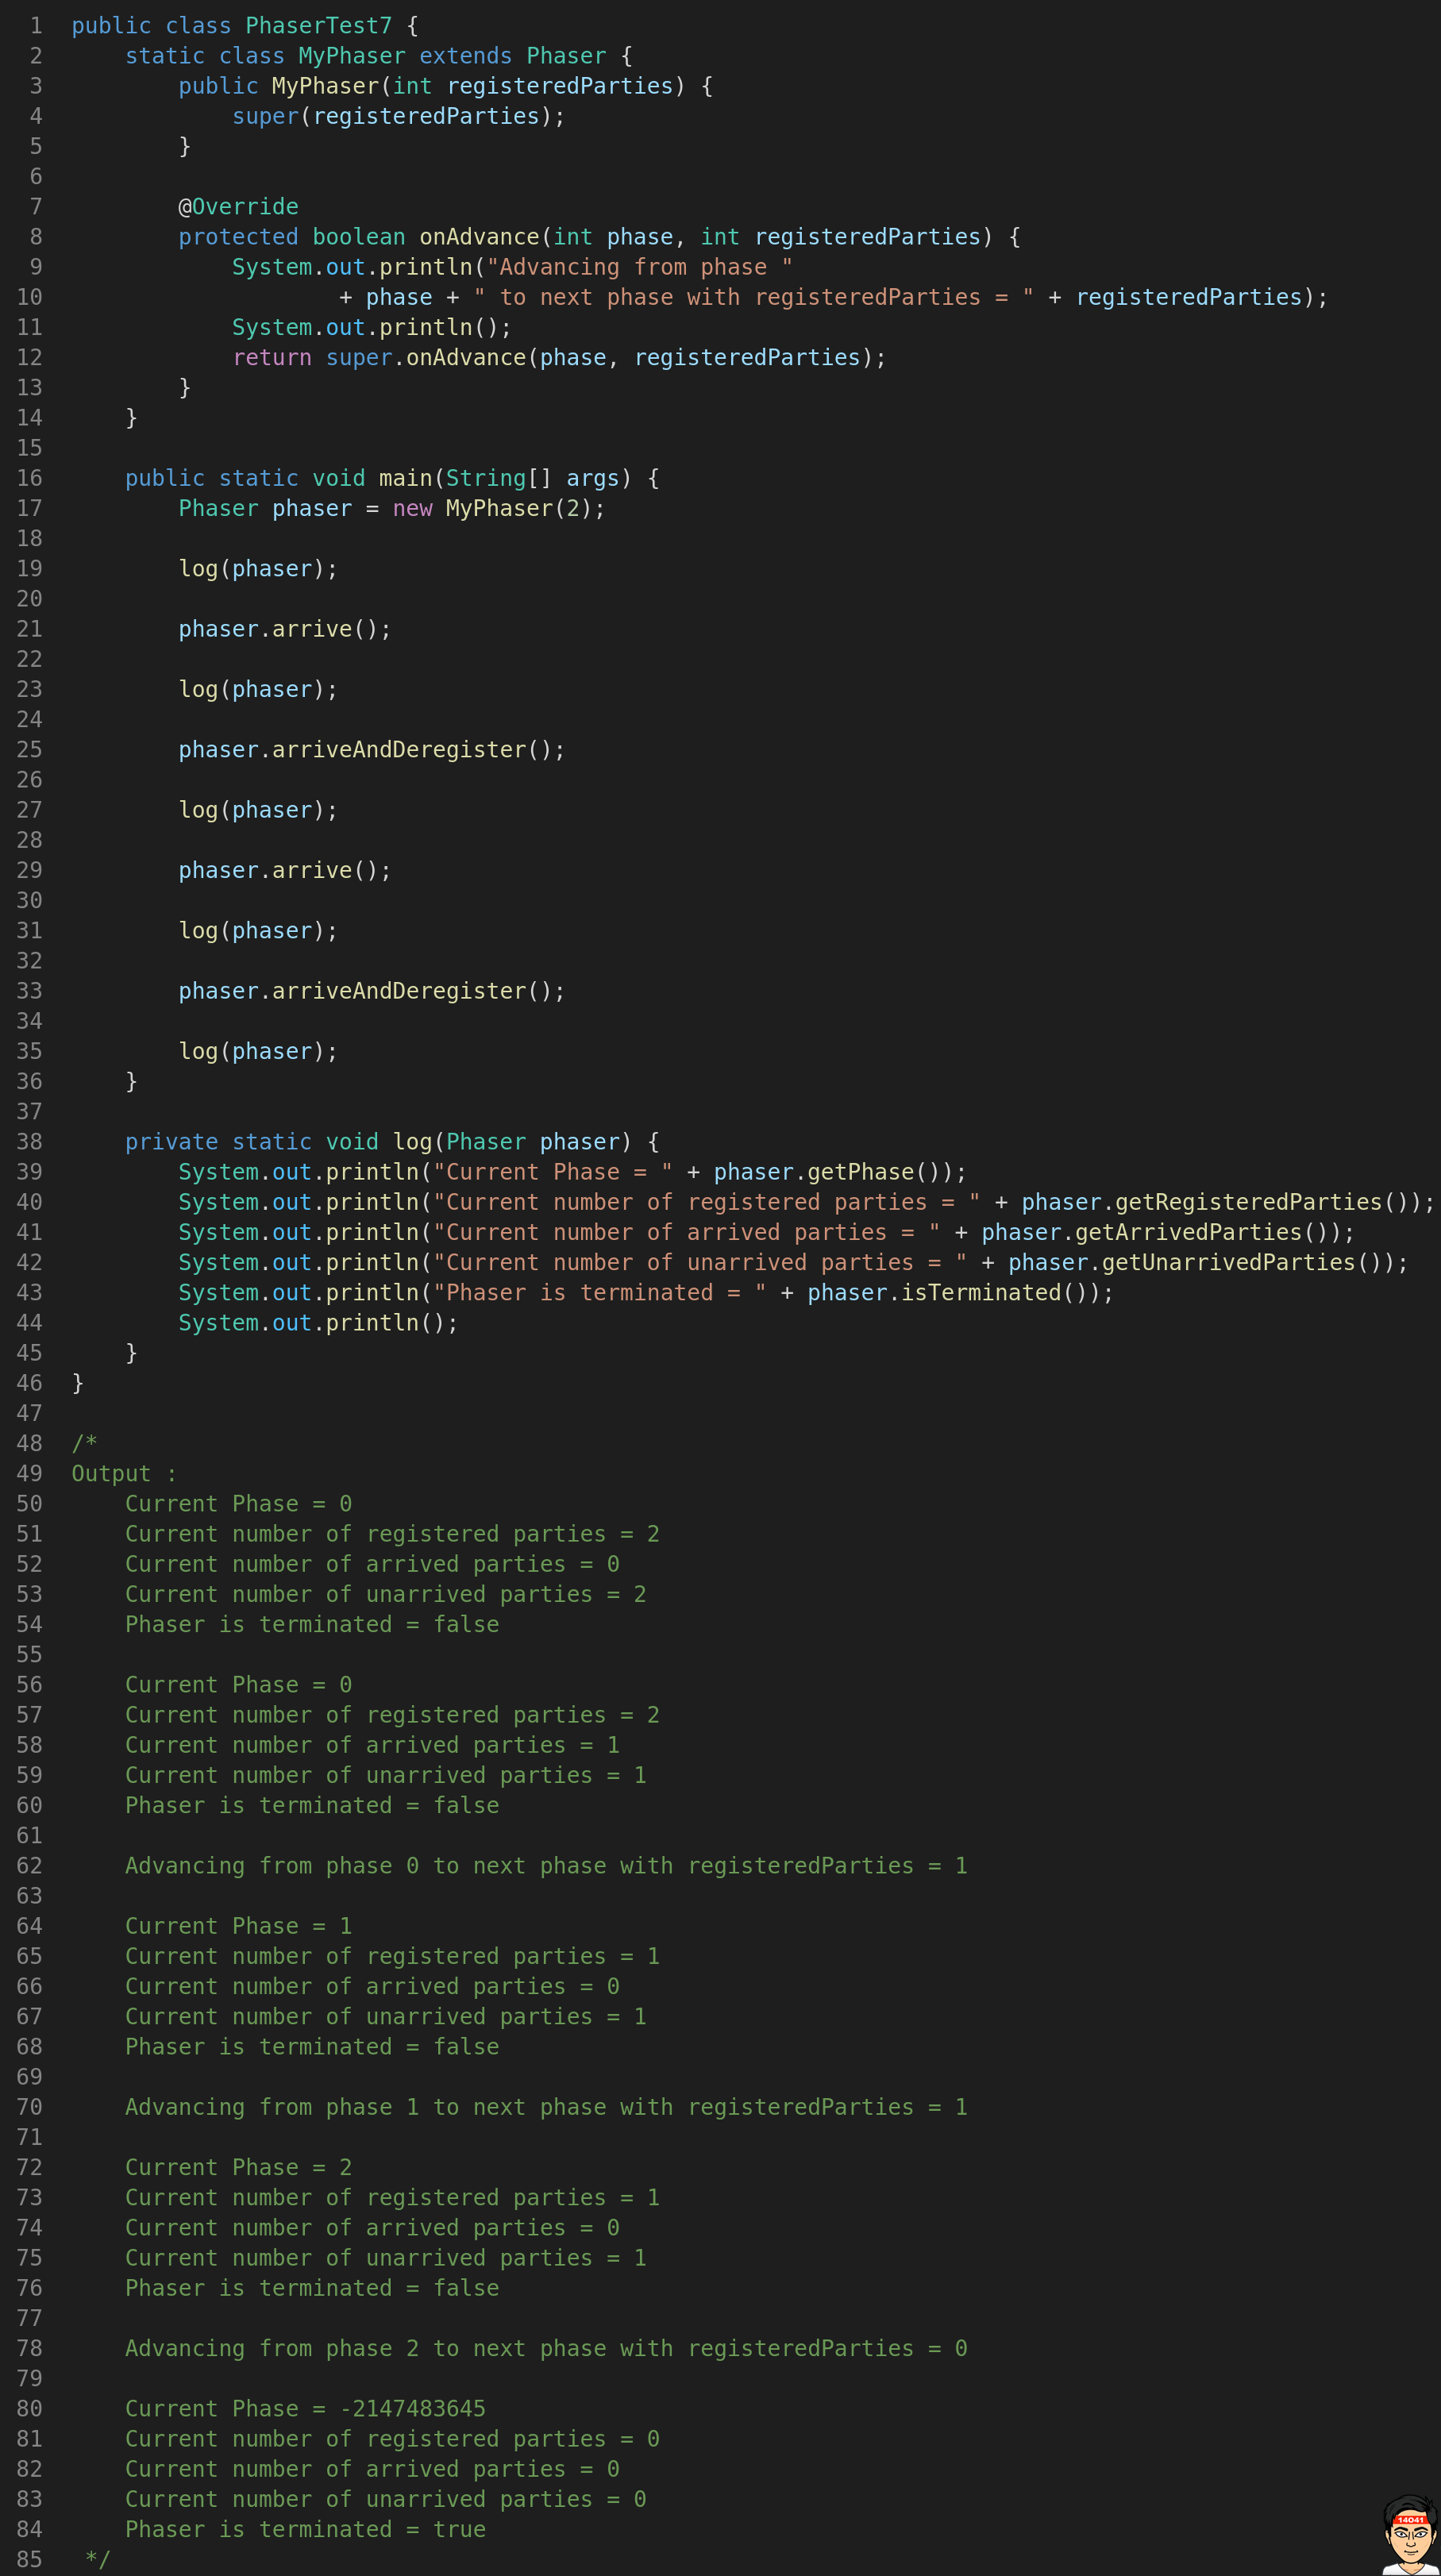 1 public class PhaserTest7 {
2     static class MyPhaser extends Phaser {
3         public MyPhaser(int registeredParties) {
4             super(registeredParties);
5         }
6
7         @Override
8         protected boolean onAdvance(int phase, int registeredParties) {
9             System.out.println("Advancing from phase "
10                     + phase + " to next phase with registeredParties = " + registeredParties);
11             System.out.println();
12             return super.onAdvance(phase, registeredParties);
13         }
14     }
15
16     public static void main(String[] args) {
17         Phaser phaser = new MyPhaser(2);
18
19         log(phaser);
20
21         phaser.arrive();
22
23         log(phaser);
24
25         phaser.arriveAndDeregister();
26
27         log(phaser);
28
29         phaser.arrive();
30
31         log(phaser);
32
33         phaser.arriveAndDeregister();
34
35         log(phaser);
36     }
37
38     private static void log(Phaser phaser) {
39         System.out.println("Current Phase = " + phaser.getPhase());
40         System.out.println("Current number of registered parties = " + phaser.getRegisteredParties());
41         System.out.println("Current number of arrived parties = " + phaser.getArrivedParties());
42         System.out.println("Current number of unarrived parties = " + phaser.getUnarrivedParties());
43         System.out.println("Phaser is terminated = " + phaser.isTerminated());
44         System.out.println();
45     }
46 }
47
48 /*
49 Output :
50     Current Phase = 0
51     Current number of registered parties = 2
52     Current number of arrived parties = 0
53     Current number of unarrived parties = 2
54     Phaser is terminated = false
55
56     Current Phase = 0
57     Current number of registered parties = 2
58     Current number of arrived parties = 1
59     Current number of unarrived parties = 1
60     Phaser is terminated = false
61
62     Advancing from phase 0 to next phase with registeredParties = 1
63
64     Current Phase = 1
65     Current number of registered parties = 1
66     Current number of arrived parties = 0
67     Current number of unarrived parties = 1
68     Phaser is terminated = false
69
70     Advancing from phase 1 to next phase with registeredParties = 1
71
72     Current Phase = 2
73     Current number of registered parties = 1
74     Current number of arrived parties = 0
75     Current number of unarrived parties = 1
76     Phaser is terminated = false
77
78     Advancing from phase 2 to next phase with registeredParties = 0
79
80     Current Phase = -2147483645
81     Current number of registered parties = 0
82     Current number of arrived parties = 0
83     Current number of unarrived parties = 0
84     Phaser is terminated = true
85  */
14041